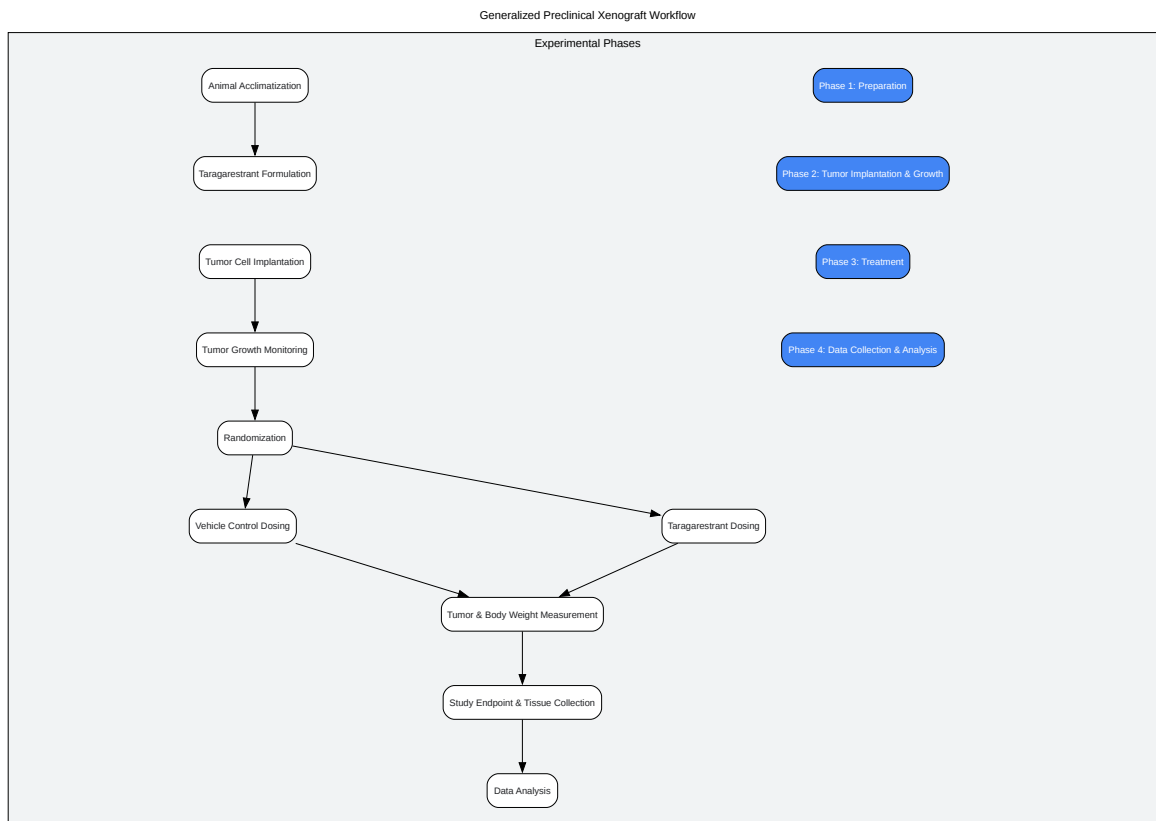 Generalized Preclinical Xenograft Workflow
Experimental Phases
Animal Acclimatization
Phase 1: Preparation
Taragarestrant Formulation
Phase 2: Tumor Implantation & Growth
Tumor Cell Implantation
Phase 3: Treatment
Tumor Growth Monitoring
Phase 4: Data Collection & Analysis
Randomization
Vehicle Control Dosing
Taragarestrant Dosing
Tumor & Body Weight Measurement
Study Endpoint & Tissue Collection
Data Analysis